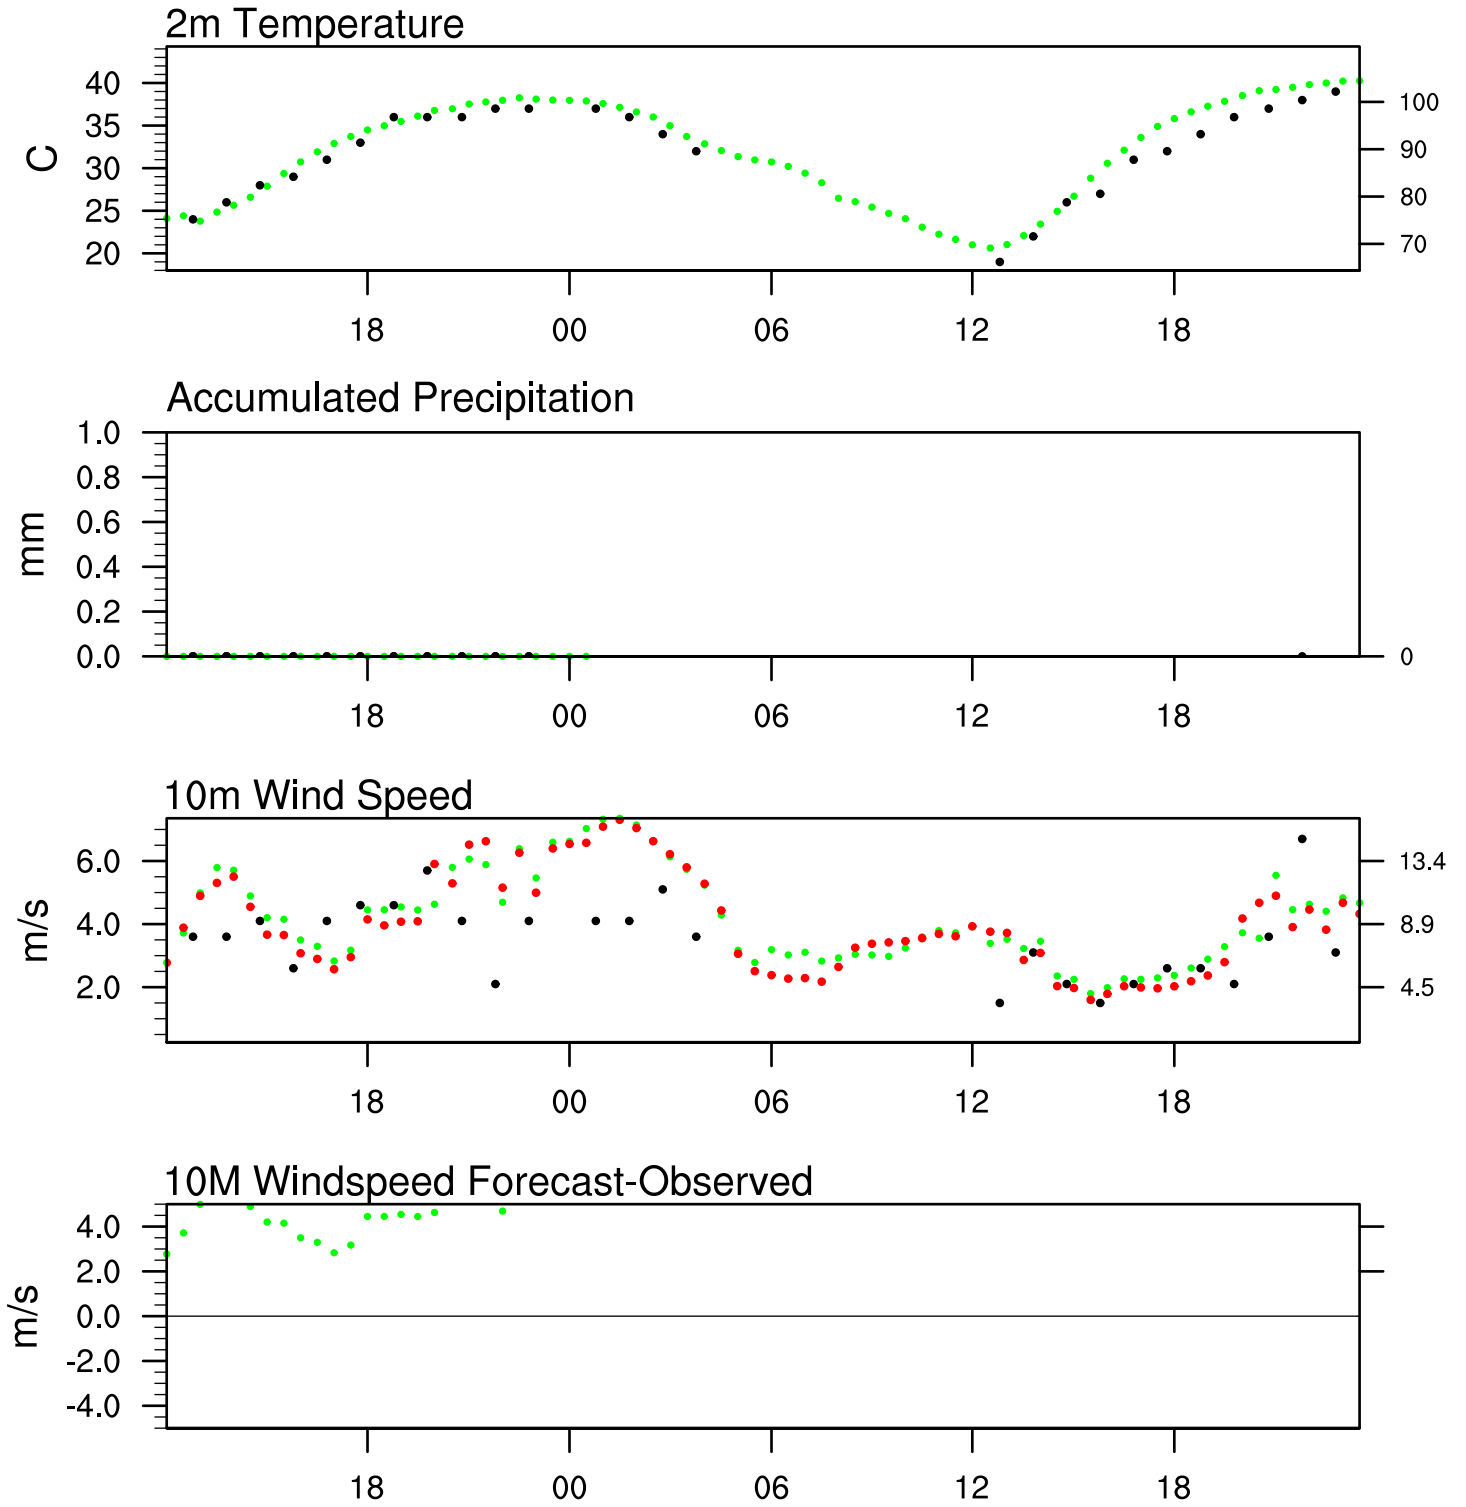 2m Temperature
40
35
30
25
20
C
100
90
80
70
18 00 06 12 18
Accumulated Precipitation
1.0
0.8
0.6
0.4
0.2
0.0
mm
0
18 00 06 12 18
10m Wind Speed
6.0
4.0
2.0
m/s
13.4
8.9
4.5
18 00 06 12 18
10M Windspeed Forecast-Observed
4.0
2.0
0.0
-2.0
-4.0
m/s
18 00 06 12 18